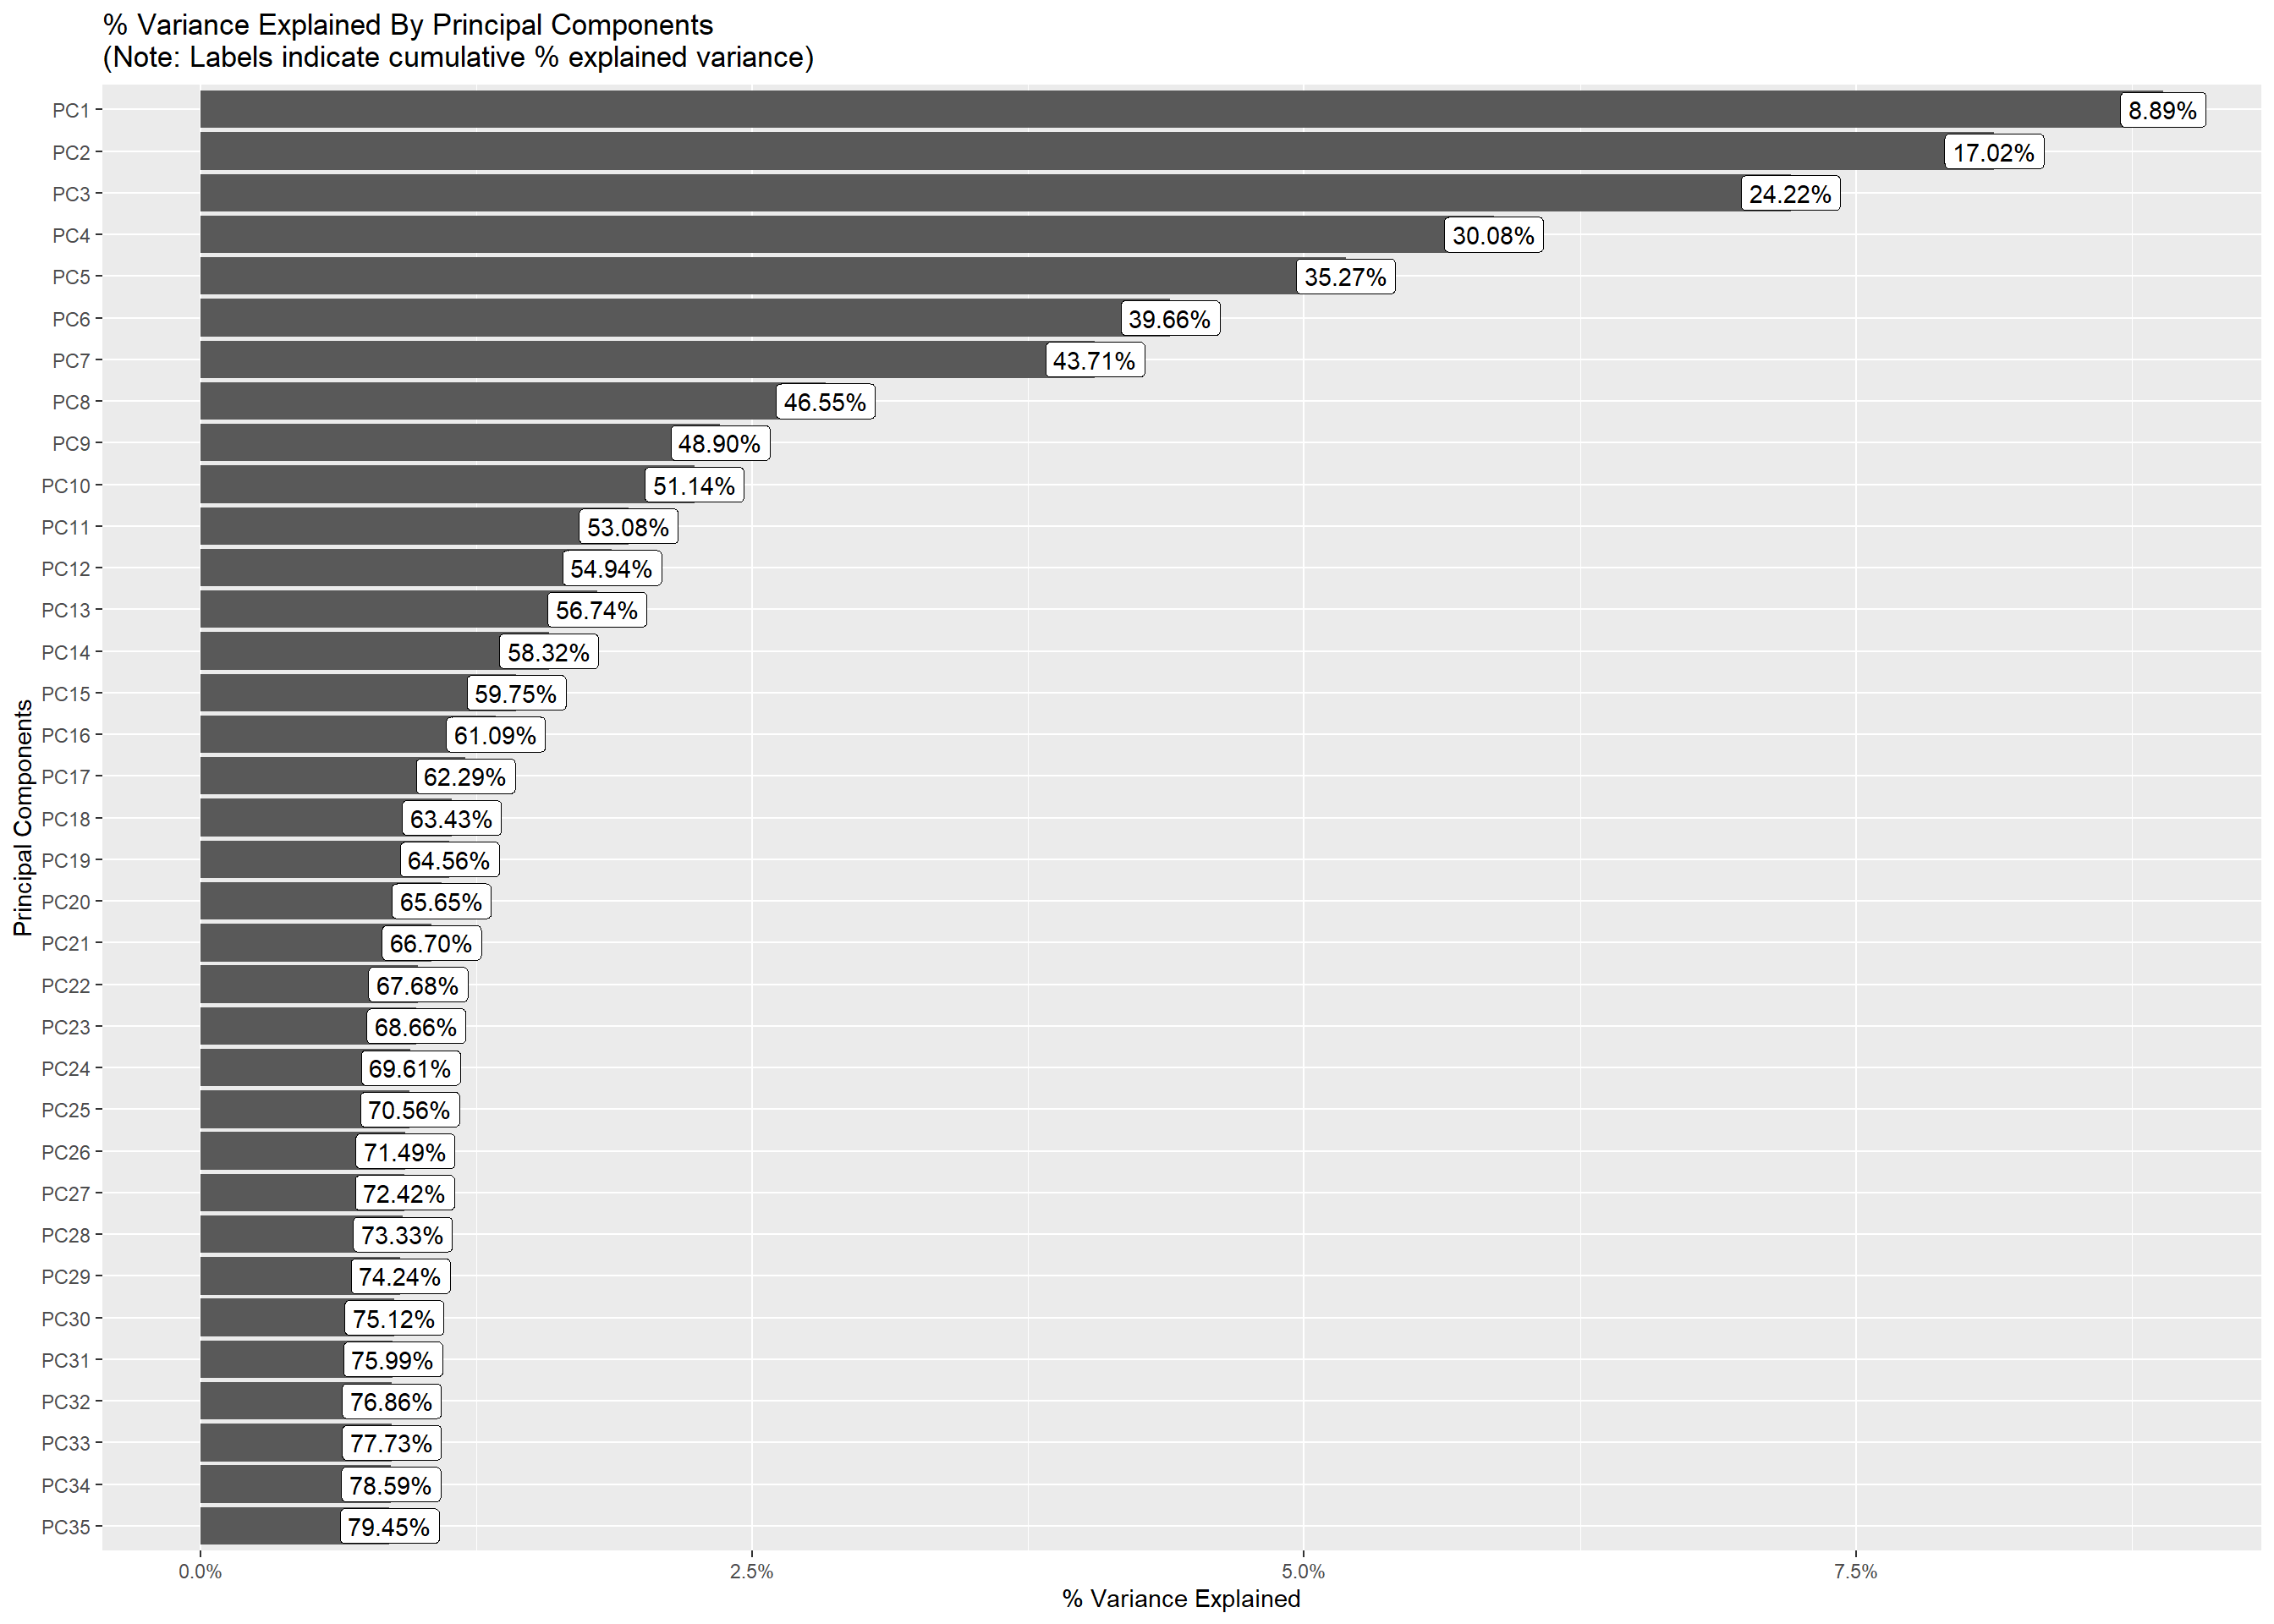 % Variance Explained By Principal Components
(Note: Labels indicate cumulative % explained variance)
PC1 8.89%
PC2 17.02%
PC3 24.22%
PC4 30.08%
PC5 35.27%
PC6 39.66%
PC7 43.71%
PC8 46.55%
PC9 48.90%
PC10 51.14%
PC11 53.08%
PC12 54.94%
PC13 56.74%
PC14 58.32%
PC15 59.75%
PC16 61.09%
PC17 62.29%
PC18 63.43%
PC19 64.56%
PC20 65.65%
PC21 66.70%
PC22 67.68%
PC23 68.66%
PC24 69.61%
PC25 70.56%
PC26 71.49%
PC27 72.42%
PC28 73.33%
PC29 74.24%
PC30 75.12%
PC31 75.99%
PC32 76.86%
PC33 77.73%
PC34 78.59%
PC35 79.45%
Principal Components
0.0% 2.5% 5.0% 7.5%
% Variance Explained